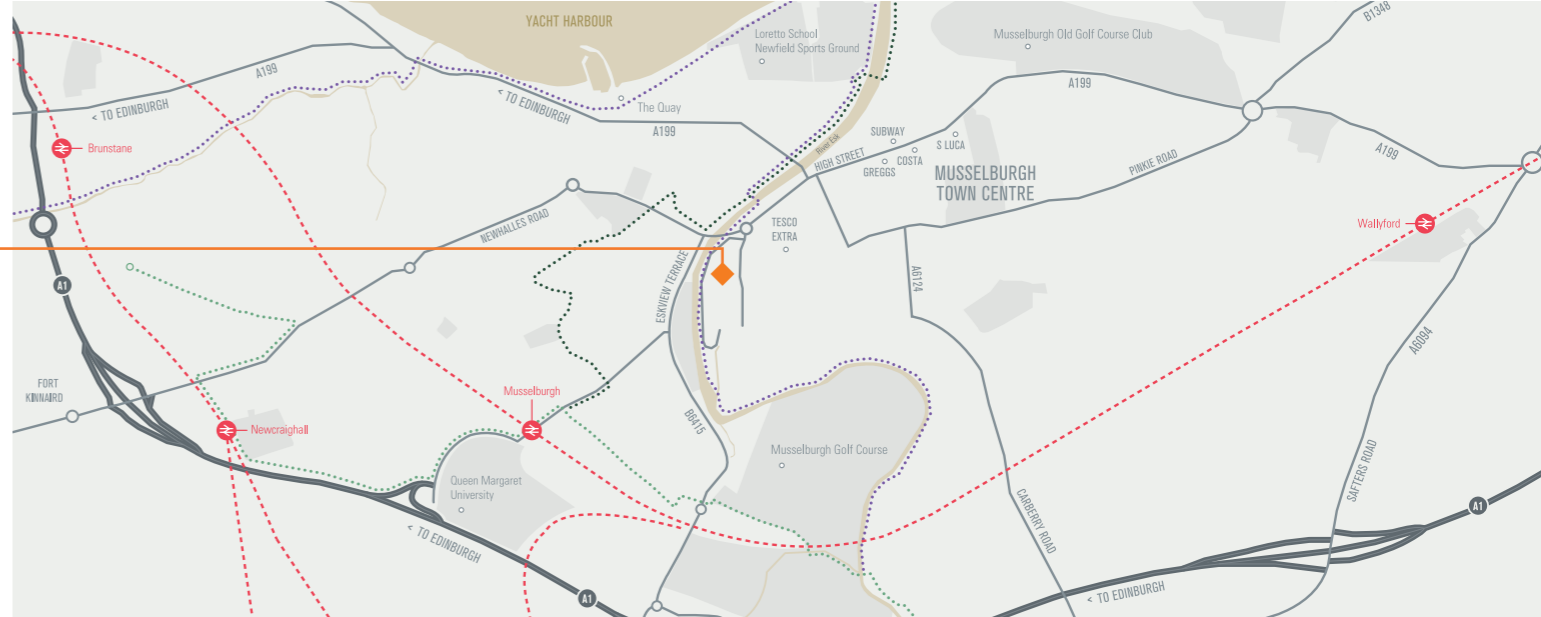 YACHT HARBOUR
Loretto School
Newfield Sports Ground
Musselburgh Old Golf Course Club
B1348
A199
A199
< TO EDINBURGH
< TO EDINBURGH
The Quay
A199
Brunstane
River Esk
HIGH STREET
SUBWAY
GREGGS
COSTA
S LUCA
MUSSELBURGH
TOWN CENTRE
PINKIE ROAD
A199
Wallyford
NEWHALLES ROAD
TESCO
EXTRA
ESKVIEW TERRACE
A6124
A1
A6094
FORT
KINNAIRD
Musselburgh
Newcraighall
B6415
Musselburgh Golf Course
Queen Margaret
University
SAFTERS ROAD
CARBERRY ROAD
A1
< TO EDINBURGH
< TO EDINBURGH
A1